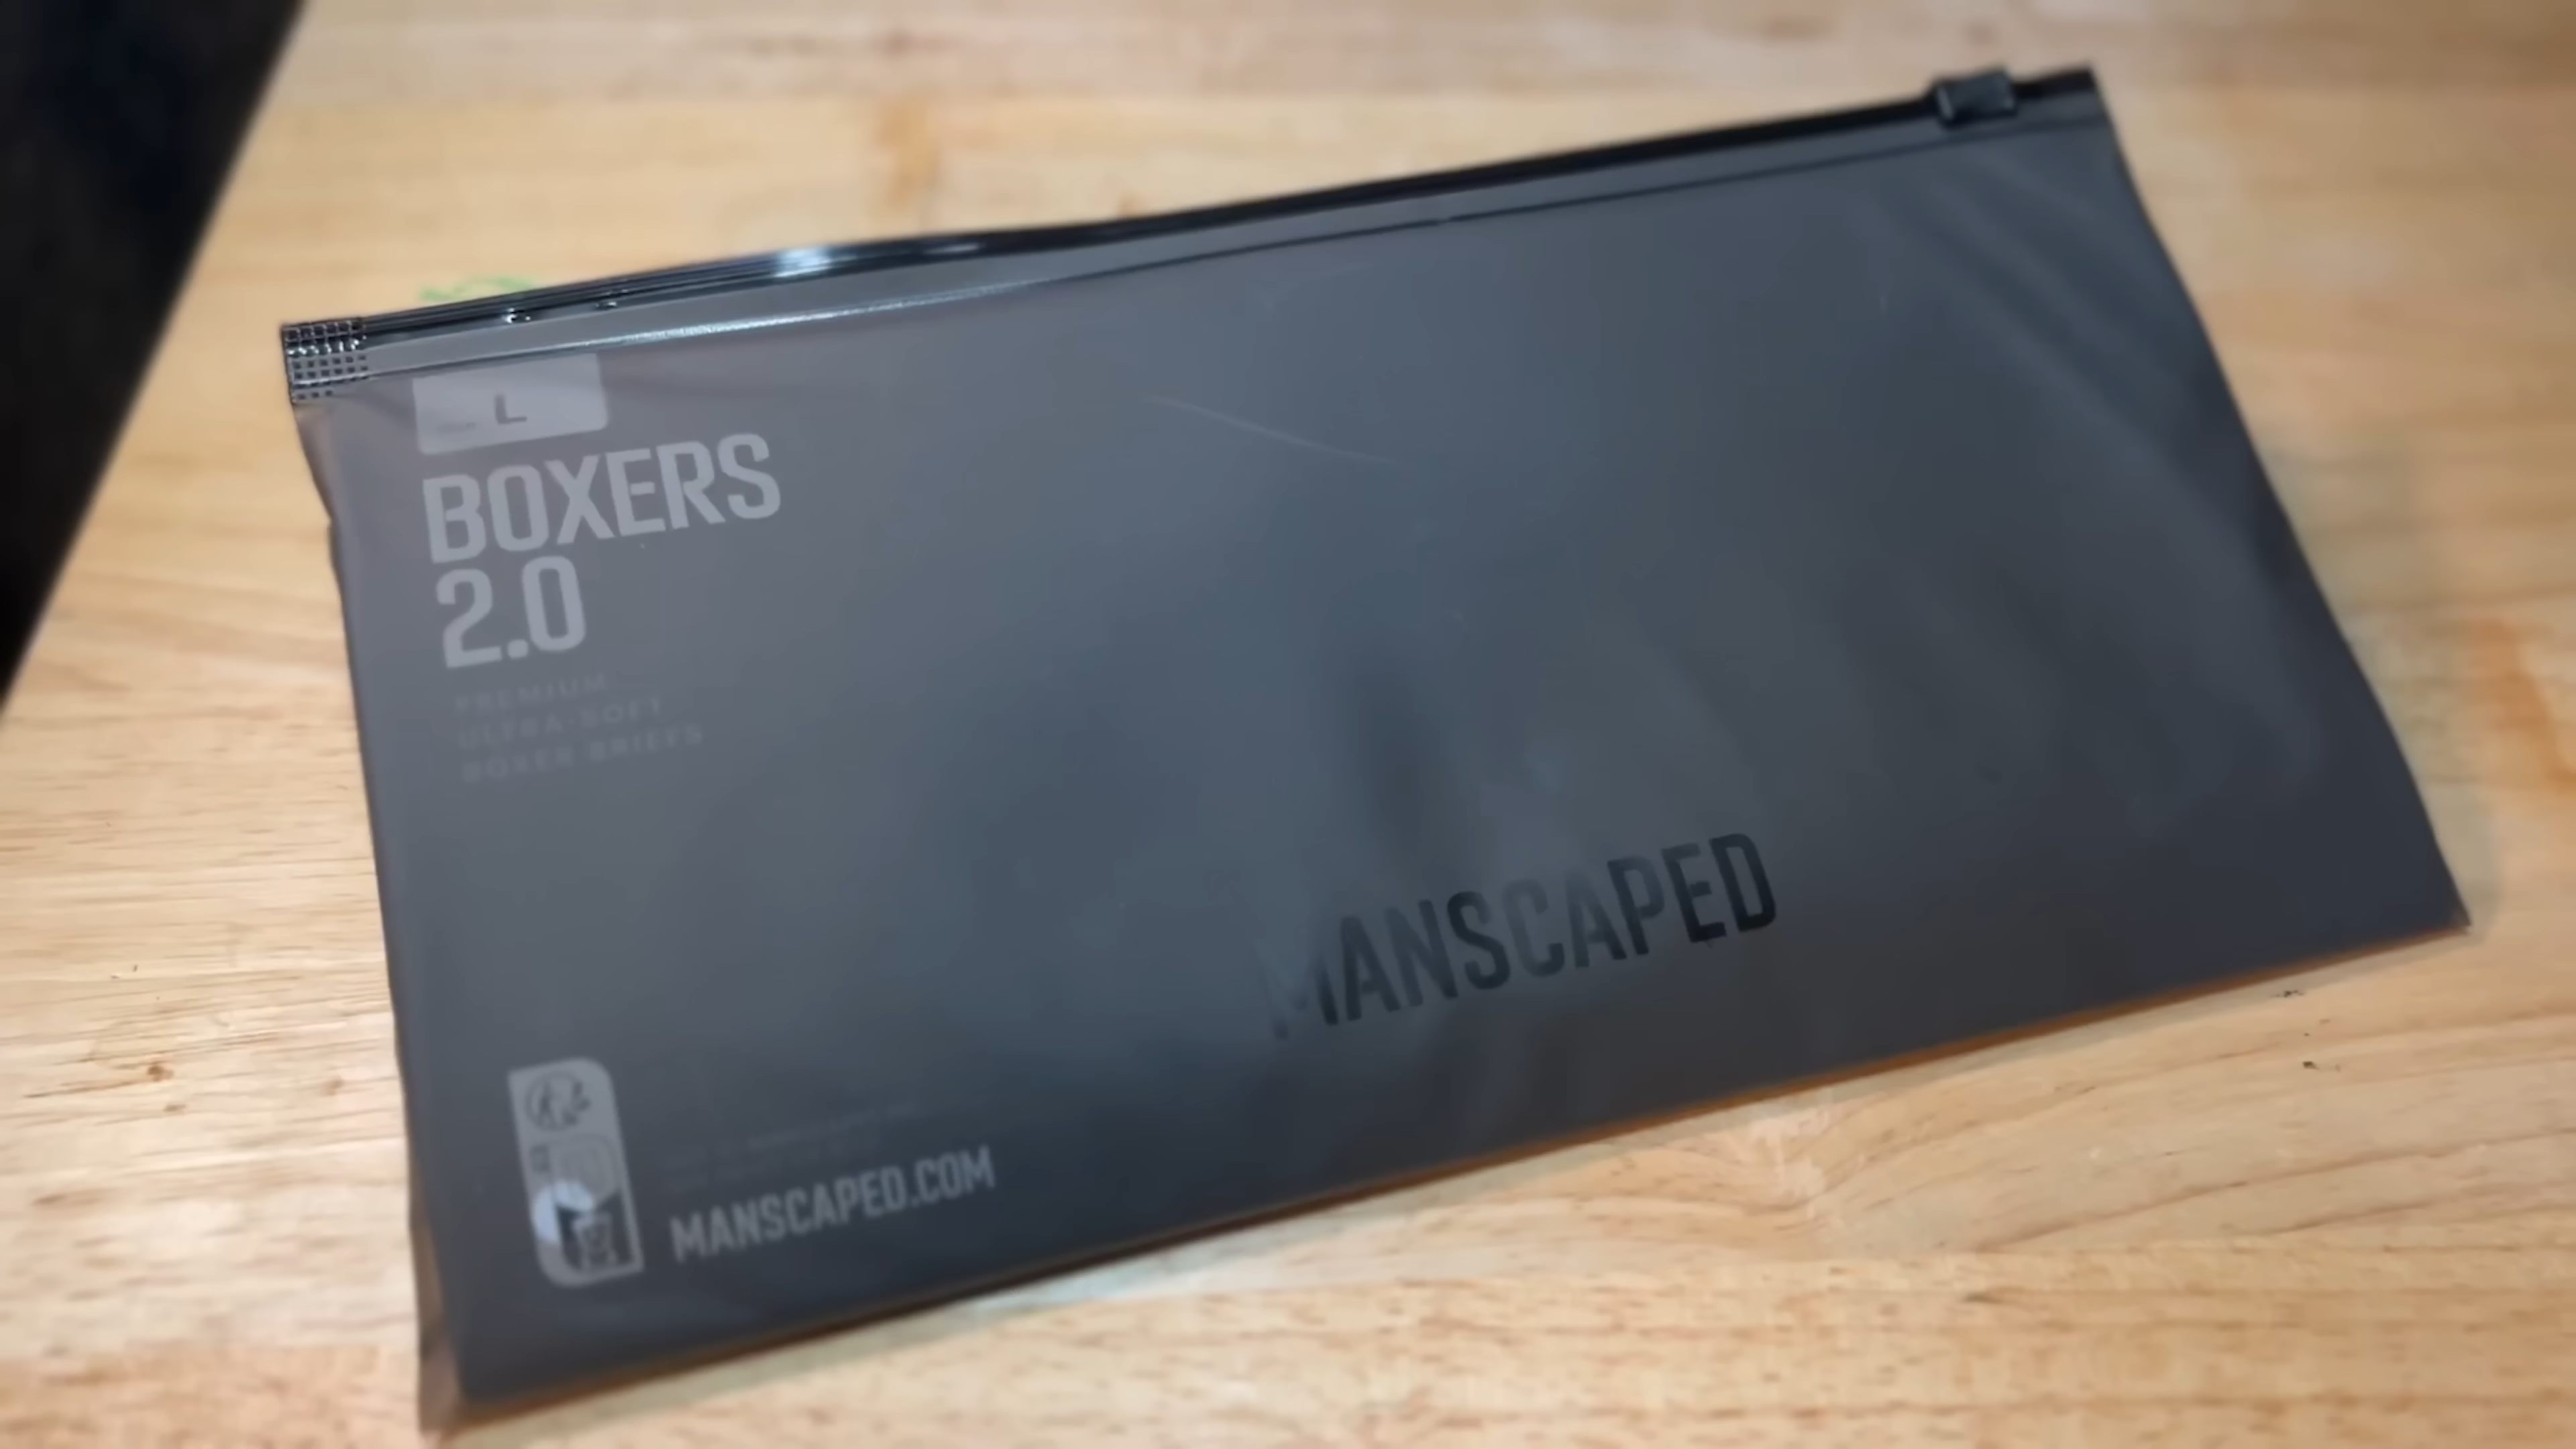 L
BOXERS
2.0
PREMIUM
ULTRA-SOFT
BOXER BRIEFS
MANSCAPED
MANSCAPED.COM